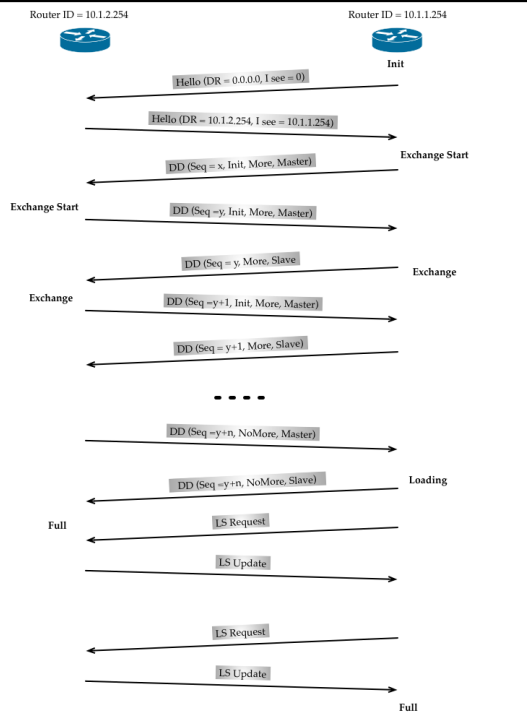 Router ID = 10.1.2.254
Router ID = 10.1.1.254
Init
Hello (DR = 0.0.0.0, I see = 0)
Hello (DR = 10.1.2.254, I see = 10.1.1.254)
Exchange Start
DD (Seq = x, Init, More, Master)
Exchange Start
DD (Seq =y, Init, More, Master)
DD (Seq = y, More, Slave
Exchange
Exchange
DD (Seq =y+1, Init, More, Master)
DD (Seq = y+1, More, Slave)
DD (Seq =y+n, NoMore, Master)
Loading
DD (Seq =y+n, NoMore, Slave)
Full
LS Request
LS Update
LS Request
LS Update
Full